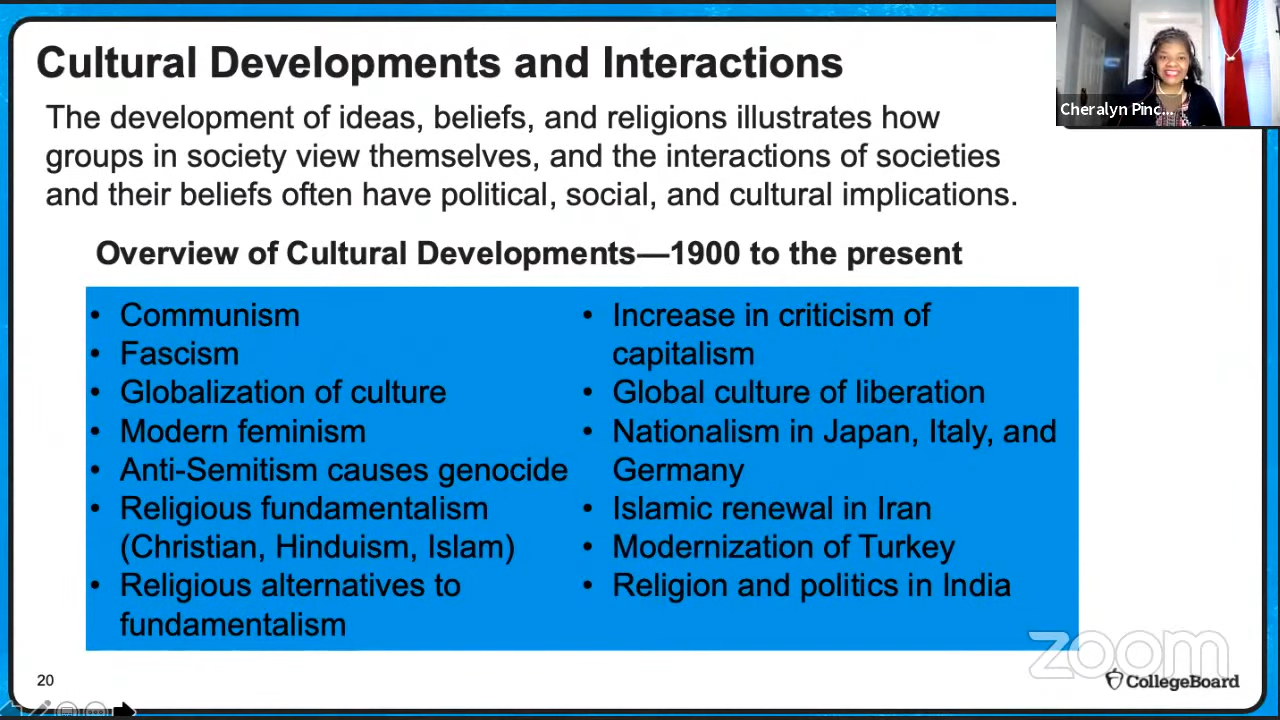 Cultural Developments and Interactions
Cheralyn Pinc...
The development of ideas, beliefs, and religions illustrates how
groups in society view themselves, and the interactions of societies
and their beliefs often have political, social, and cultural implications.
Overview of Cultural Developments—1900 to the present
• Communism
• Fascism
• Globalization of culture
• Modern feminism
• Anti-Semitism causes genocide
• Religious fundamentalism
(Christian, Hinduism, Islam)
• Religious alternatives to
fundamentalism
• Increase in criticism of
capitalism
• Global culture of liberation
• Nationalism in Japan, Italy, and
Germany
• Islamic renewal in Iran
• Modernization of Turkey
• Religion and politics in India
zoom
20
CollegeBoard